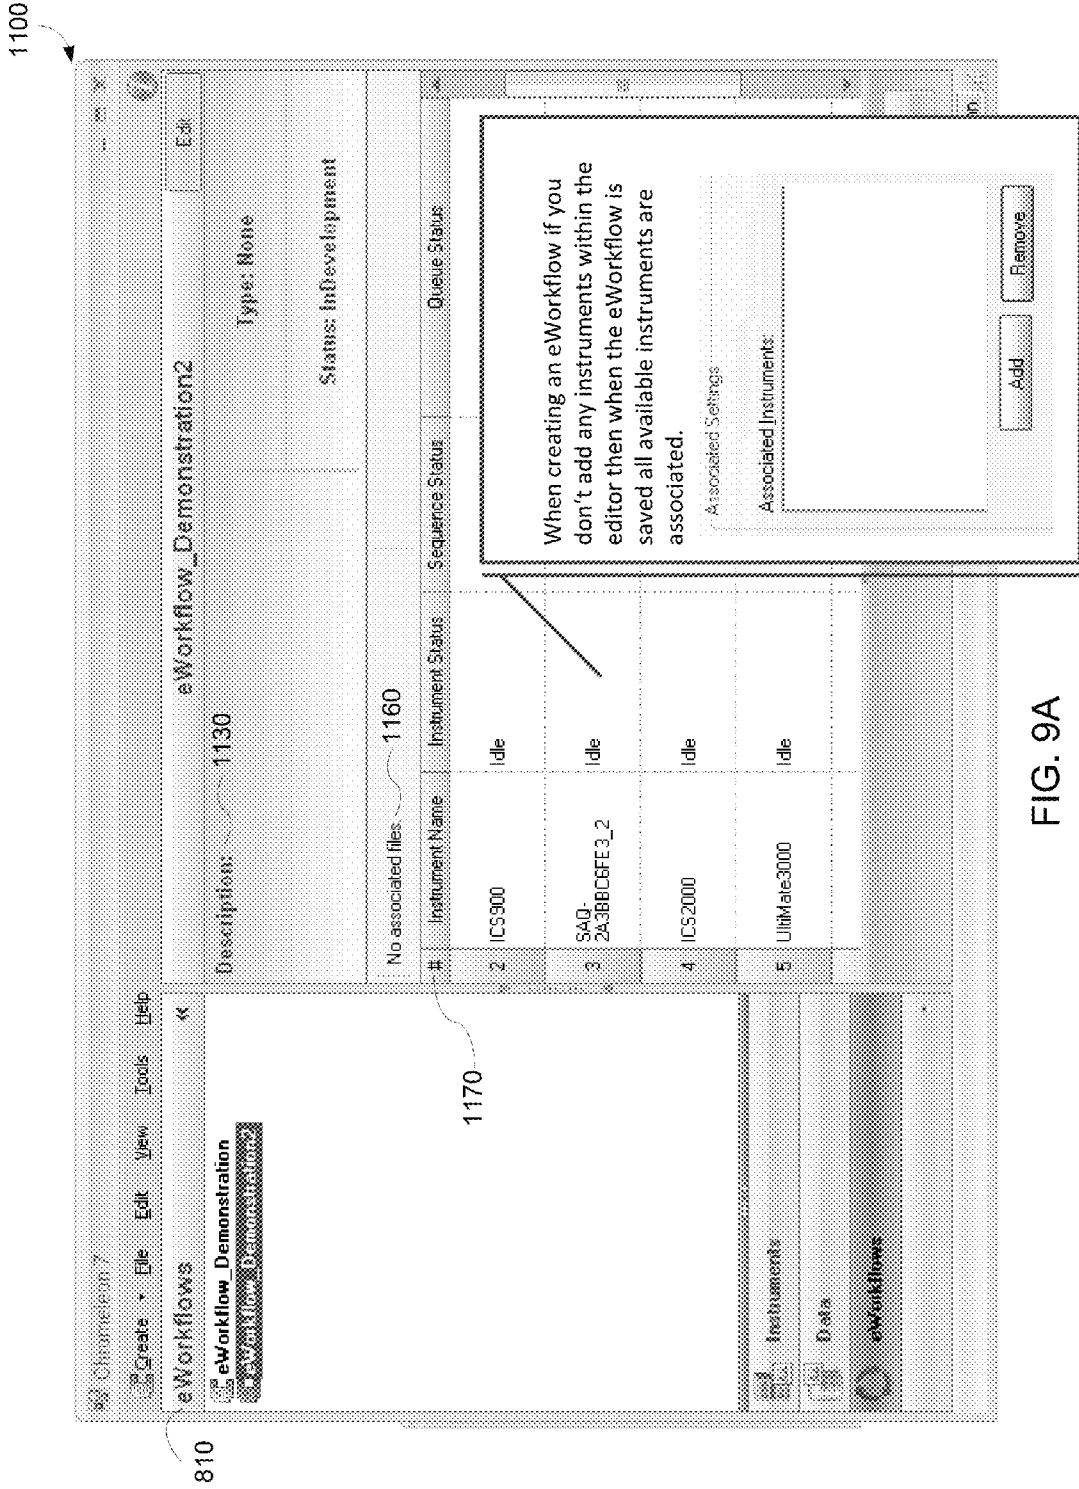 1100
Chromeleon 7
Create File Edit View Tools Help
810
eWorkflows «
eWorkflow_Demonstration
eWorkflow_Demonstration2
Instruments
Data
eWorkflows
eWorkflow_Demonstration2
Edit
Description:
1130
Type: None
Status: InDevelopment
No associated files.
1160
1170
# Instrument Name Instrument Status Sequence Status Queue Status
2 ICS900 Idle
3 SAQ-
2A3BBC6FE3_2 Idle
4 ICS2000 Idle
5 UltiMate3000 Idle
When creating an eWorkflow if you
don't add any instruments within the
editor then when the eWorkflow is
saved all available instruments are
associated.
Associated Settings
Associated Instruments:
Add Remove
FIG. 9A